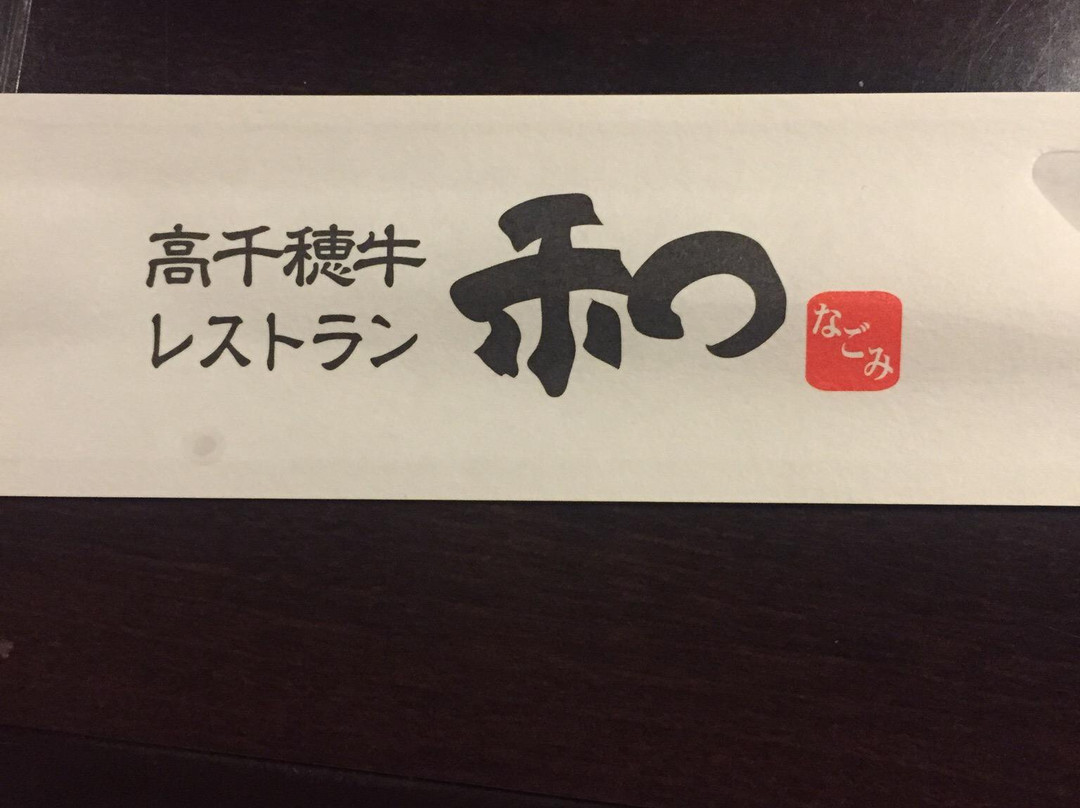 高千穂牛
レストラン
和
なごみ